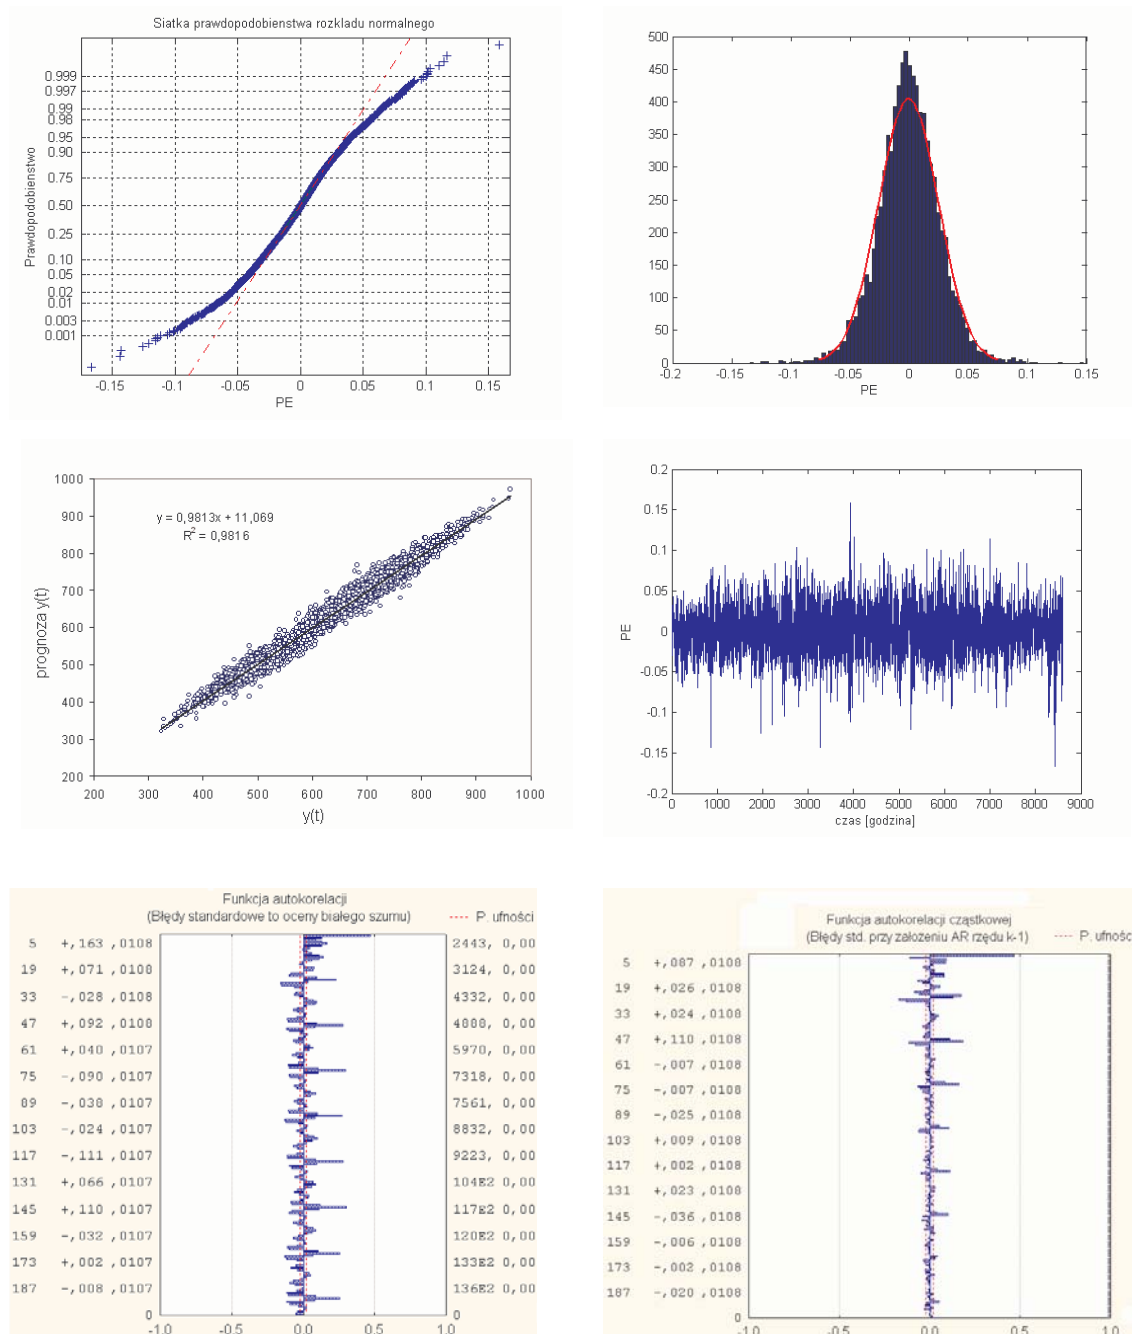 Siatka prawdopodobienstwa rozkladu normalnego
0.999
0.997
0.99
0.98
0.95
0.90
0.75
0.50
0.25
0.10
0.05
0.02
0.01
0.003
0.001
Prawdopodobienstwo
-0.15 -0.1 -0.05 0 0.05 0.1 0.15
PE
500
450
400
350
300
250
200
150
100
50
0
-0.2 -0.15 -0.1 -0.05 0 0.05 0.1 0.15
PE
1000
900
800
700
600
500
400
300
200
prognoza y(t)
y = 0,9813x + 11,069
R² = 0,9816
200 300 400 500 600 700 800 900 1000
y(t)
0.2
0.15
0.1
0.05
0
-0.05
-0.1
-0.15
-0.2
PE
0 1000 2000 3000 4000 5000 6000 7000 8000 9000
czas [godzina]
Funkcja autokorelacji
(Błędy standardowe to oceny białego szumu) P. ufności
5 +,163 ,0108 2443, 0,00
19 +,071 ,0108 3124, 0,00
33 -,028 ,0108 4332, 0,00
47 +,092 ,0108 4888, 0,00
61 +,040 ,0107 5970, 0,00
75 -,090 ,0107 7318, 0,00
89 -,038 ,0107 7561, 0,00
103 -,024 ,0107 8832, 0,00
117 -,111 ,0107 9223, 0,00
131 +,066 ,0107 104E2 0,00
145 +,110 ,0107 117E2 0,00
159 -,032 ,0107 120E2 0,00
173 +,002 ,0107 133E2 0,00
187 -,008 ,0107 136E2 0,00
0 0
-1.0 -0.5 0.0 0.5 1.0
Funkcja autokorelacji cząstkowej
(Błędy std. przy założeniu AR rzędu k-1) P. ufności
5 +,087 ,0108
19 +,026 ,0108
33 +,024 ,0108
47 +,110 ,0108
61 -,007 ,0108
75 -,007 ,0108
89 -,025 ,0108
103 +,009 ,0108
117 +,002 ,0108
131 +,023 ,0108
145 -,036 ,0108
159 -,006 ,0108
173 -,002 ,0108
187 -,020 ,0108
0
-1.0 -0.5 0.0 0.5 1.0